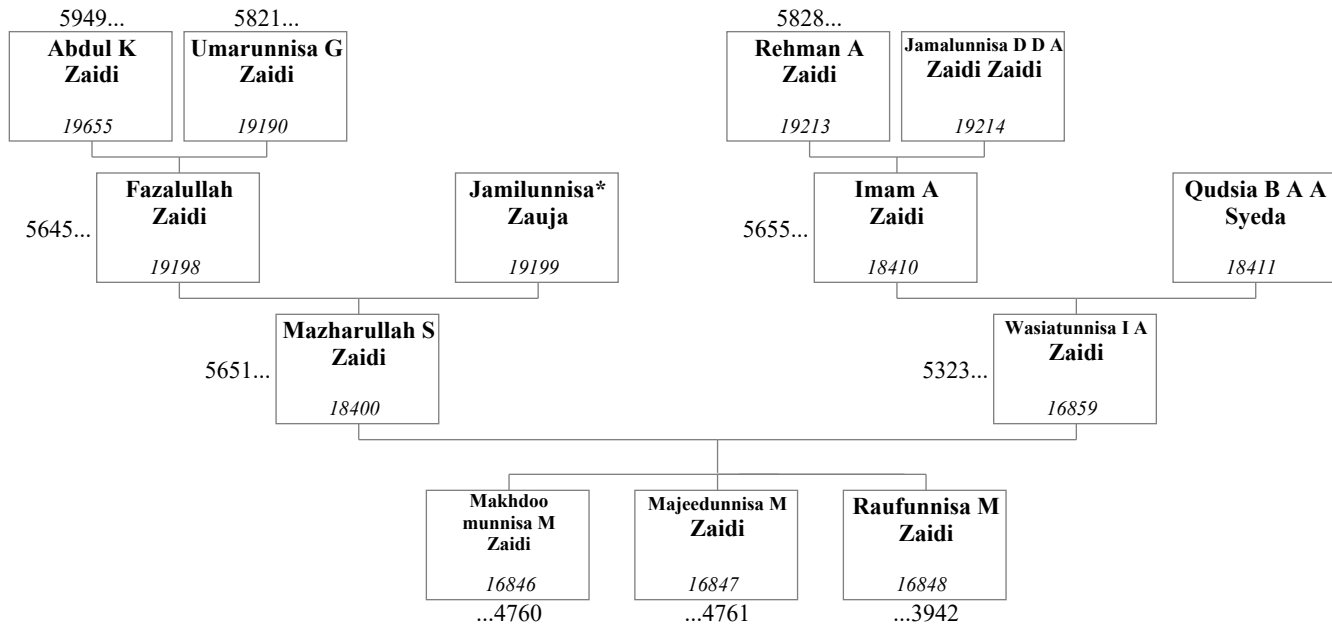 5949...
5821...
5828...
Abdul K
Zaidi
19655
Umarunnisa G
Zaidi
19190
Rehman A
Zaidi
19213
Jamalunnisa D D A
Zaidi Zaidi
19214
5645...
Fazalullah
Zaidi
19198
Jamilunnisa*
Zauja
19199
5655...
Imam A
Zaidi
18410
Qudsia B A A
Syeda
18411
5651...
Mazharullah S
Zaidi
18400
5323...
Wasiatunnisa I A
Zaidi
16859
Makhdoo
munnisa M
Zaidi
16846
...4760
Majeedunnisa M
Zaidi
16847
...4761
Raufunnisa M
Zaidi
16848
...3942